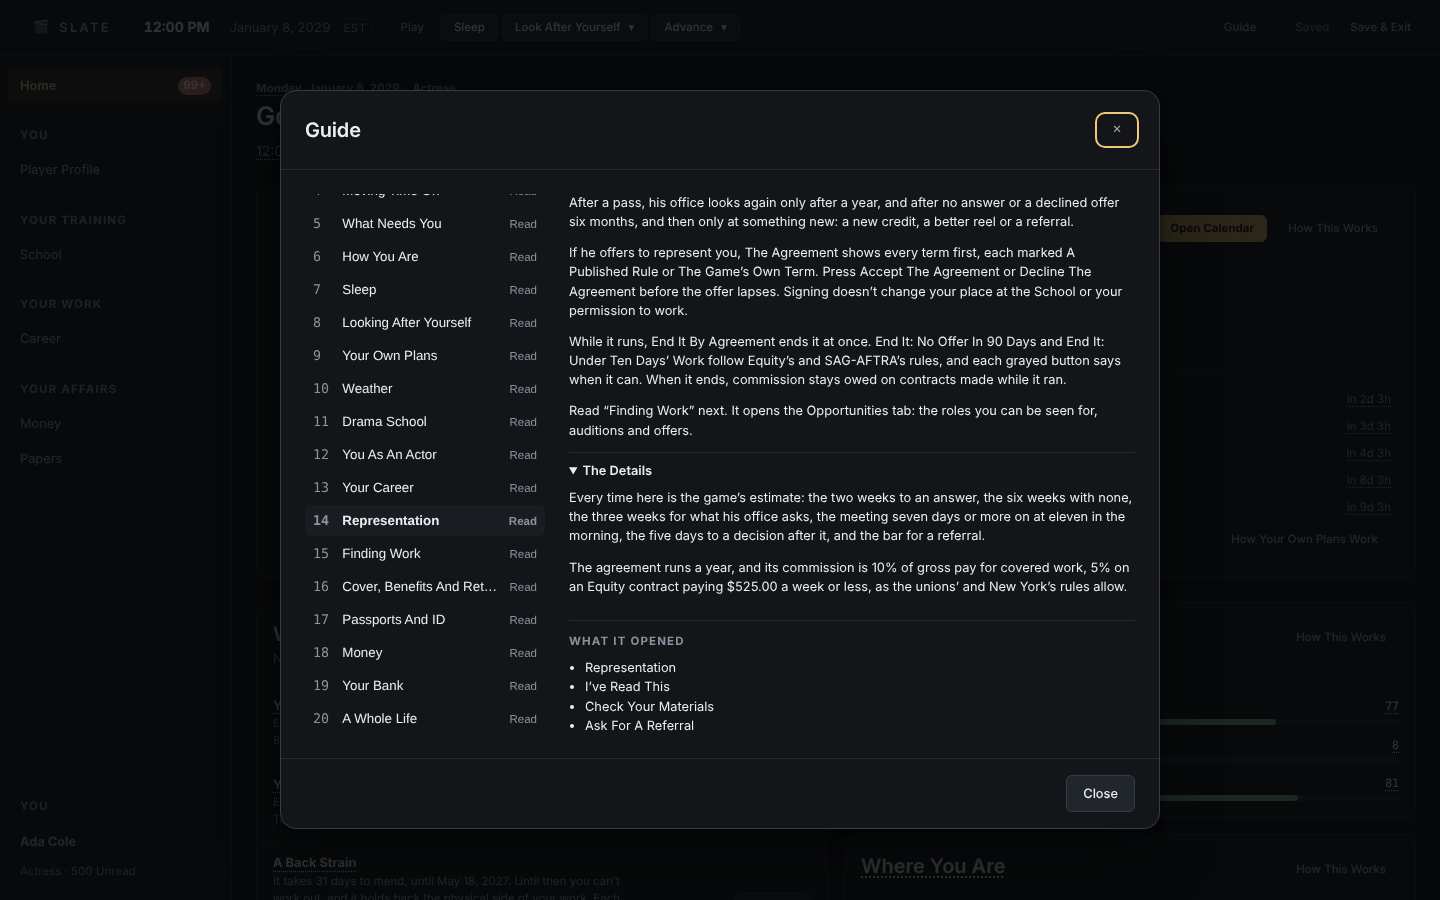 SLATE
12:00 PM
January 8, 2029 EST
Play
Sleep
Look After Yourself ▾
Advance ▾
Guide
Saved
Save & Exit
Home
99+
YOU
Player Profile
YOUR TRAINING
School
YOUR WORK
Career
YOUR AFFAIRS
Money
Papers
YOU
Ada Cole
Actress · 500 Unread
Monday, January 8, 2029 · Actress
Open Calendar
How This Works
in 2d 3h
in 3d 3h
in 4d 3h
in 8d 3h
in 9d 3h
How Your Own Plans Work
How This Works
77
8
81
Guide
×
5 What Needs You Read
6 How You Are Read
7 Sleep Read
8 Looking After Yourself Read
9 Your Own Plans Read
10 Weather Read
11 Drama School Read
12 You As An Actor Read
13 Your Career Read
14 Representation Read
15 Finding Work Read
16 Cover, Benefits And Ret… Read
17 Passports And ID Read
18 Money Read
19 Your Bank Read
20 A Whole Life Read
After a pass, his office looks again only after a year, and after no answer or a declined offer
six months, and then only at something new: a new credit, a better reel or a referral.
If he offers to represent you, The Agreement shows every term first, each marked A
Published Rule or The Game’s Own Term. Press Accept The Agreement or Decline The
Agreement before the offer lapses. Signing doesn’t change your place at the School or your
permission to work.
While it runs, End It By Agreement ends it at once. End It: No Offer In 90 Days and End It:
Under Ten Days’ Work follow Equity’s and SAG-AFTRA’s rules, and each grayed button says
when it can. When it ends, commission stays owed on contracts made while it ran.
Read “Finding Work” next. It opens the Opportunities tab: the roles you can be seen for,
auditions and offers.
▼ The Details
Every time here is the game’s estimate: the two weeks to an answer, the six weeks with none,
the three weeks for what his office asks, the meeting seven days or more on at eleven in the
morning, the five days to a decision after it, and the bar for a referral.
The agreement runs a year, and its commission is 10% of gross pay for covered work, 5% on
an Equity contract paying $525.00 a week or less, as the unions’ and New York’s rules allow.
WHAT IT OPENED
• Representation
• I’ve Read This
• Check Your Materials
• Ask For A Referral
Close
A Back Strain
It takes 31 days to mend, until May 18, 2027. Until then you can’t
Where You Are
How This Works